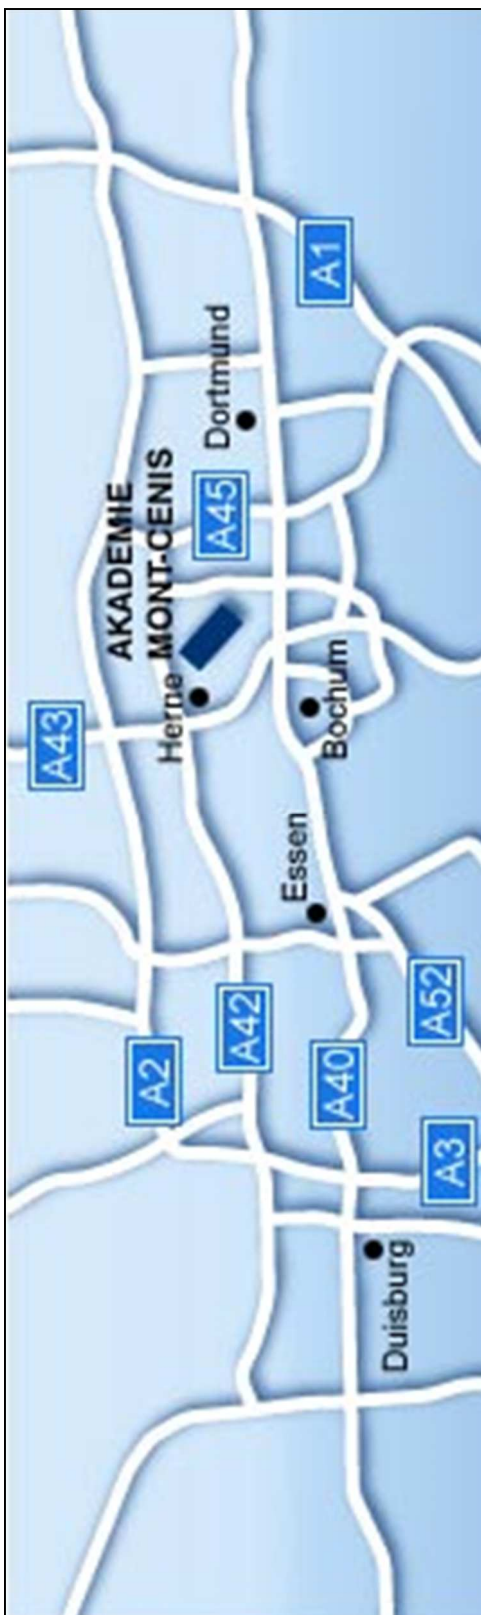 A1
Dortmund
AKADEMIE
MONT-CENIS
A45
A43
Herne
Bochum
Essen
A2
A42
A40
A52
A3
Duisburg